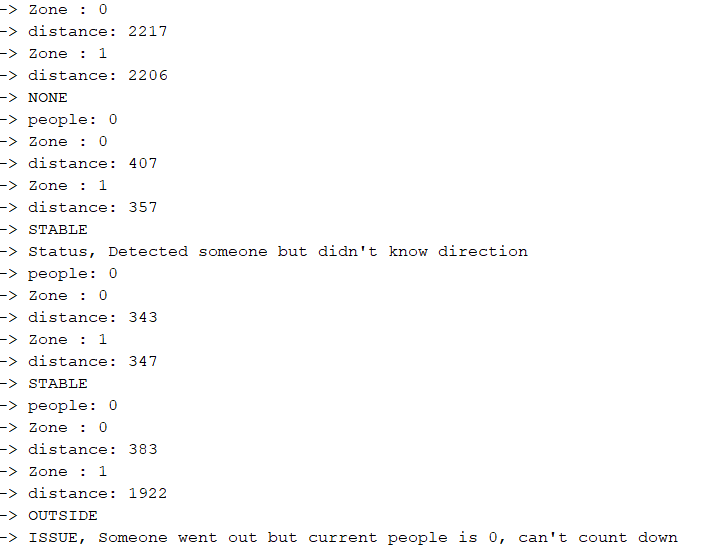 -> Zone : 0
-> distance: 2217
-> Zone : 1
-> distance: 2206
-> NONE
-> people: 0
-> Zone : 0
-> distance: 407
-> Zone : 1
-> distance: 357
-> STABLE
-> Status, Detected someone but didn't know direction
-> people: 0
-> Zone : 0
-> distance: 343
-> Zone : 1
-> distance: 347
-> STABLE
-> people: 0
-> Zone : 0
-> distance: 383
-> Zone : 1
-> distance: 1922
-> OUTSIDE
-> ISSUE, Someone went out but current people is 0, can't count down